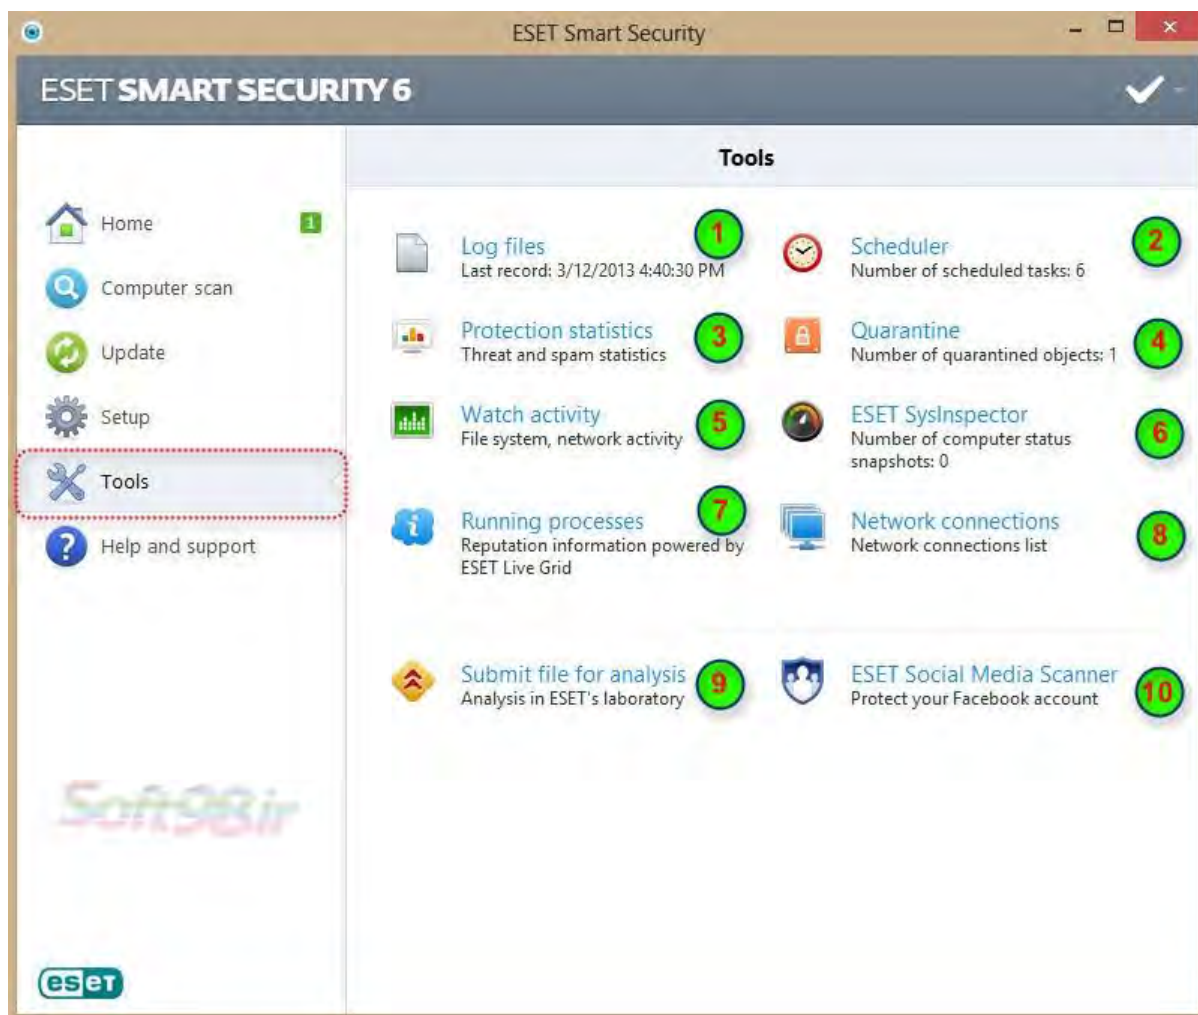 ESET Smart Security
ESET SMART SECURITY 6
Tools
Home
1
Computer scan
Update
Setup
Tools
Help and support
Log files
1
Last record: 3/12/2013 4:40:30 PM
Scheduler
2
Number of scheduled tasks: 6
Protection statistics
3
Threat and spam statistics
Quarantine
4
Number of quarantined objects: 1
Watch activity
5
File system, network activity
ESET SysInspector
6
Number of computer status
snapshots: 0
Running processes
7
Reputation information powered by
ESET Live Grid
Network connections
8
Network connections list
Submit file for analysis
9
Analysis in ESET's laboratory
ESET Social Media Scanner
10
Protect your Facebook account
Soft98.ir
eseT